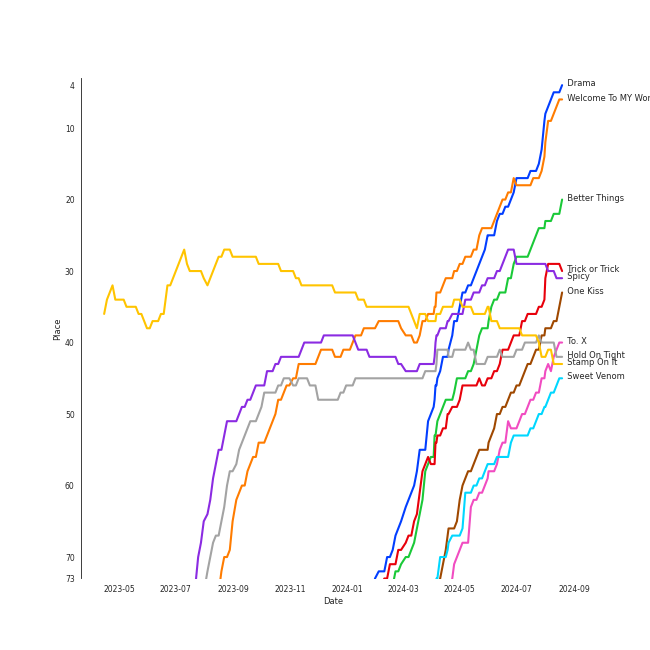 4
Drama
Welcome To MY Wor
10
20
Better Things
30
Trick or Trick
Spicy
One Kiss
Place
40
To. X
Hold On Tight
Stamp On It
Sweet Venom
50
60
70
73
2023-05 2023-07 2023-09 2023-11 2024-01 2024-03 2024-05 2024-07 2024-09
Date